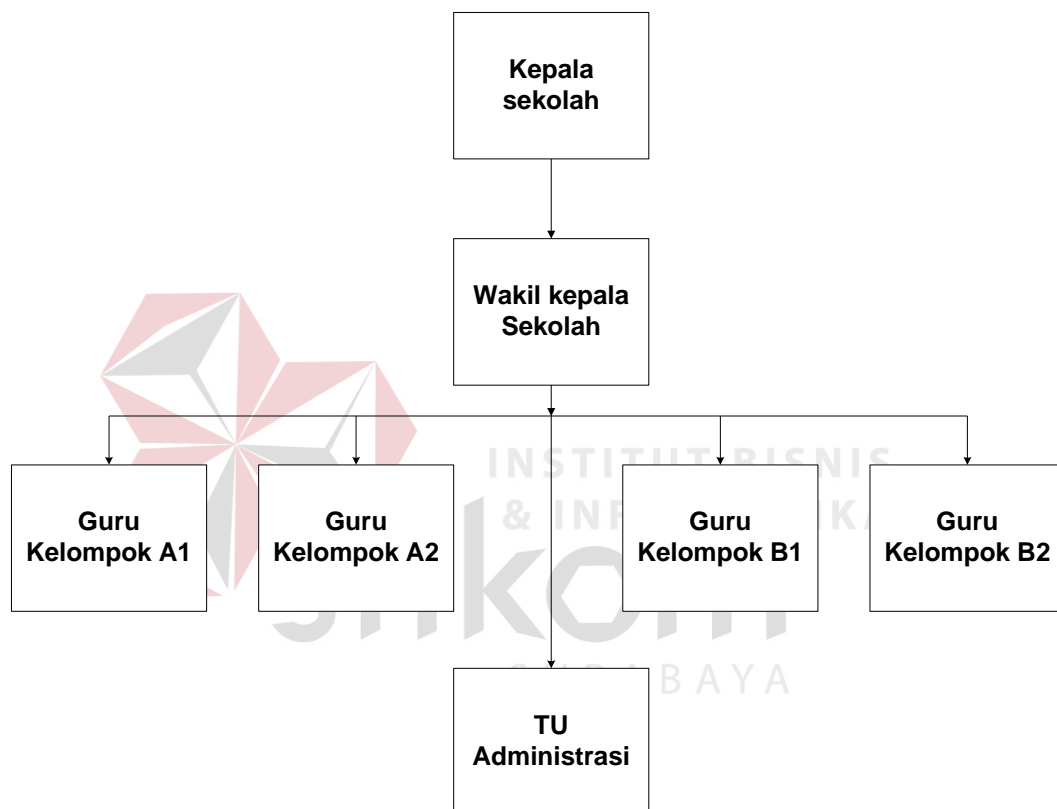 Kepala
sekolah
Wakil kepala
Sekolah
INSTITUT BISNIS
Guru
Kelompok A1
Guru
Kelompok A2
Guru
Kelompok B1
Guru
Kelompok B2
TU
Administrasi